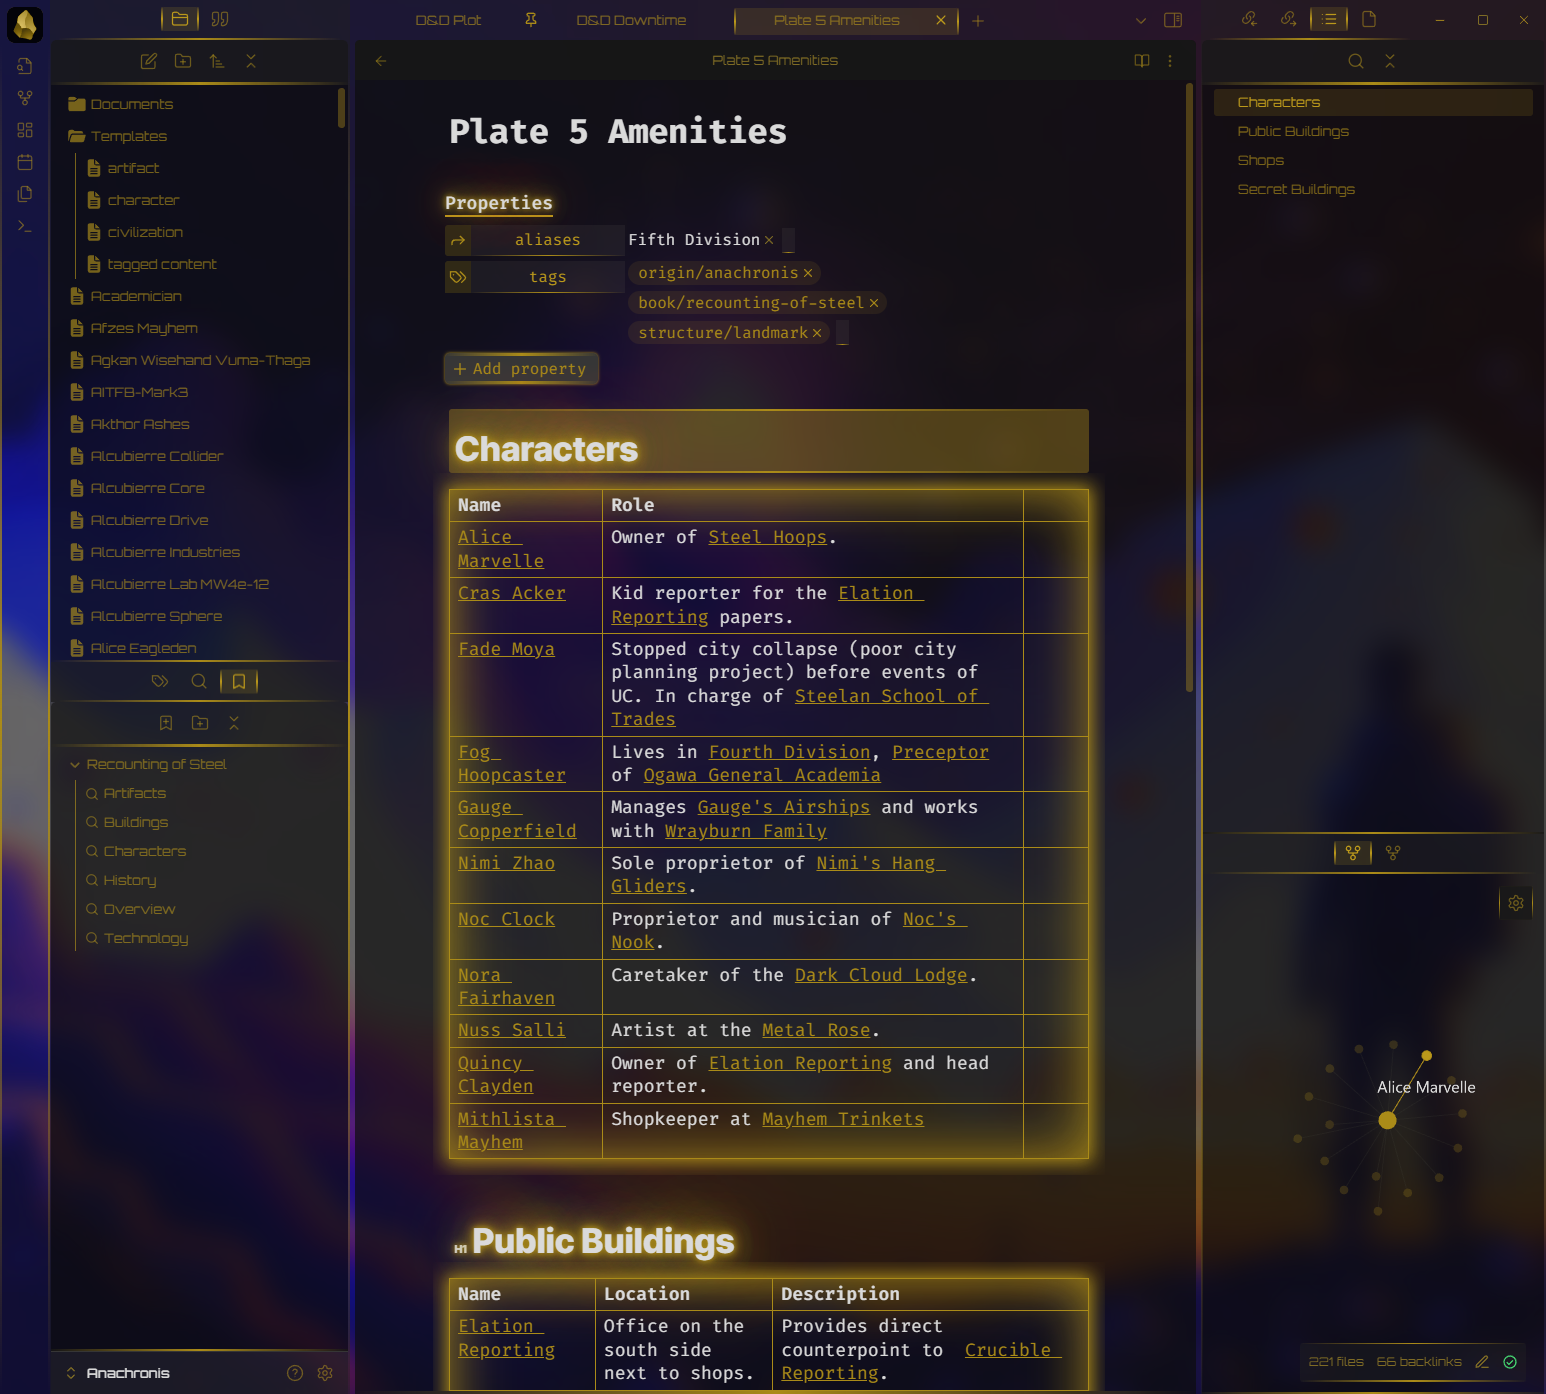 D&D Plot
D&D Downtime
Plate 5 Amenities
Plate 5 Amenities
Documents
Templates
artifact
character
civilization
tagged content
Academician
Afzes Mayhem
Agkan Wisehand Vuma-Thaga
AITFB-Mark3
Akthor Ashes
Alcubierre Collider
Alcubierre Core
Alcubierre Drive
Alcubierre Industries
Alcubierre Lab MW4e-12
Alcubierre Sphere
Alice Eagleden
Recounting of Steel
Artifacts
Buildings
Characters
History
Overview
Technology
Anachronis
Plate 5 Amenities
Properties
aliases
Fifth Division
tags
origin/anachronis
book/recounting-of-steel
structure/landmark
Add property
Characters
Name Role
Alice
Marvelle
Owner of Steel Hoops.
Cras Acker
Kid reporter for the Elation
Reporting papers.
Fade Moya
Stopped city collapse (poor city
planning project) before events of
UC. In charge of Steelan School of
Trades
Fog
Hoopcaster
Lives in Fourth Division, Preceptor
of Ogawa General Academia
Gauge
Copperfield
Manages Gauge's Airships and works
with Wrayburn Family
Nimi Zhao
Sole proprietor of Nimi's Hang
Gliders.
Noc Clock
Proprietor and musician of Noc's
Nook.
Nora
Fairhaven
Caretaker of the Dark Cloud Lodge.
Nuss Salli
Artist at the Metal Rose.
Quincy
Clayden
Owner of Elation Reporting and head
reporter.
Mithlista
Mayhem
Shopkeeper at Mayhem Trinkets
H1 Public Buildings
Name Location Description
Elation
Reporting
Office on the
south side
next to shops.
Provides direct
counterpoint to Crucible
Reporting.
Characters
Public Buildings
Shops
Secret Buildings
Alice Marvelle
221 files 66 backlinks